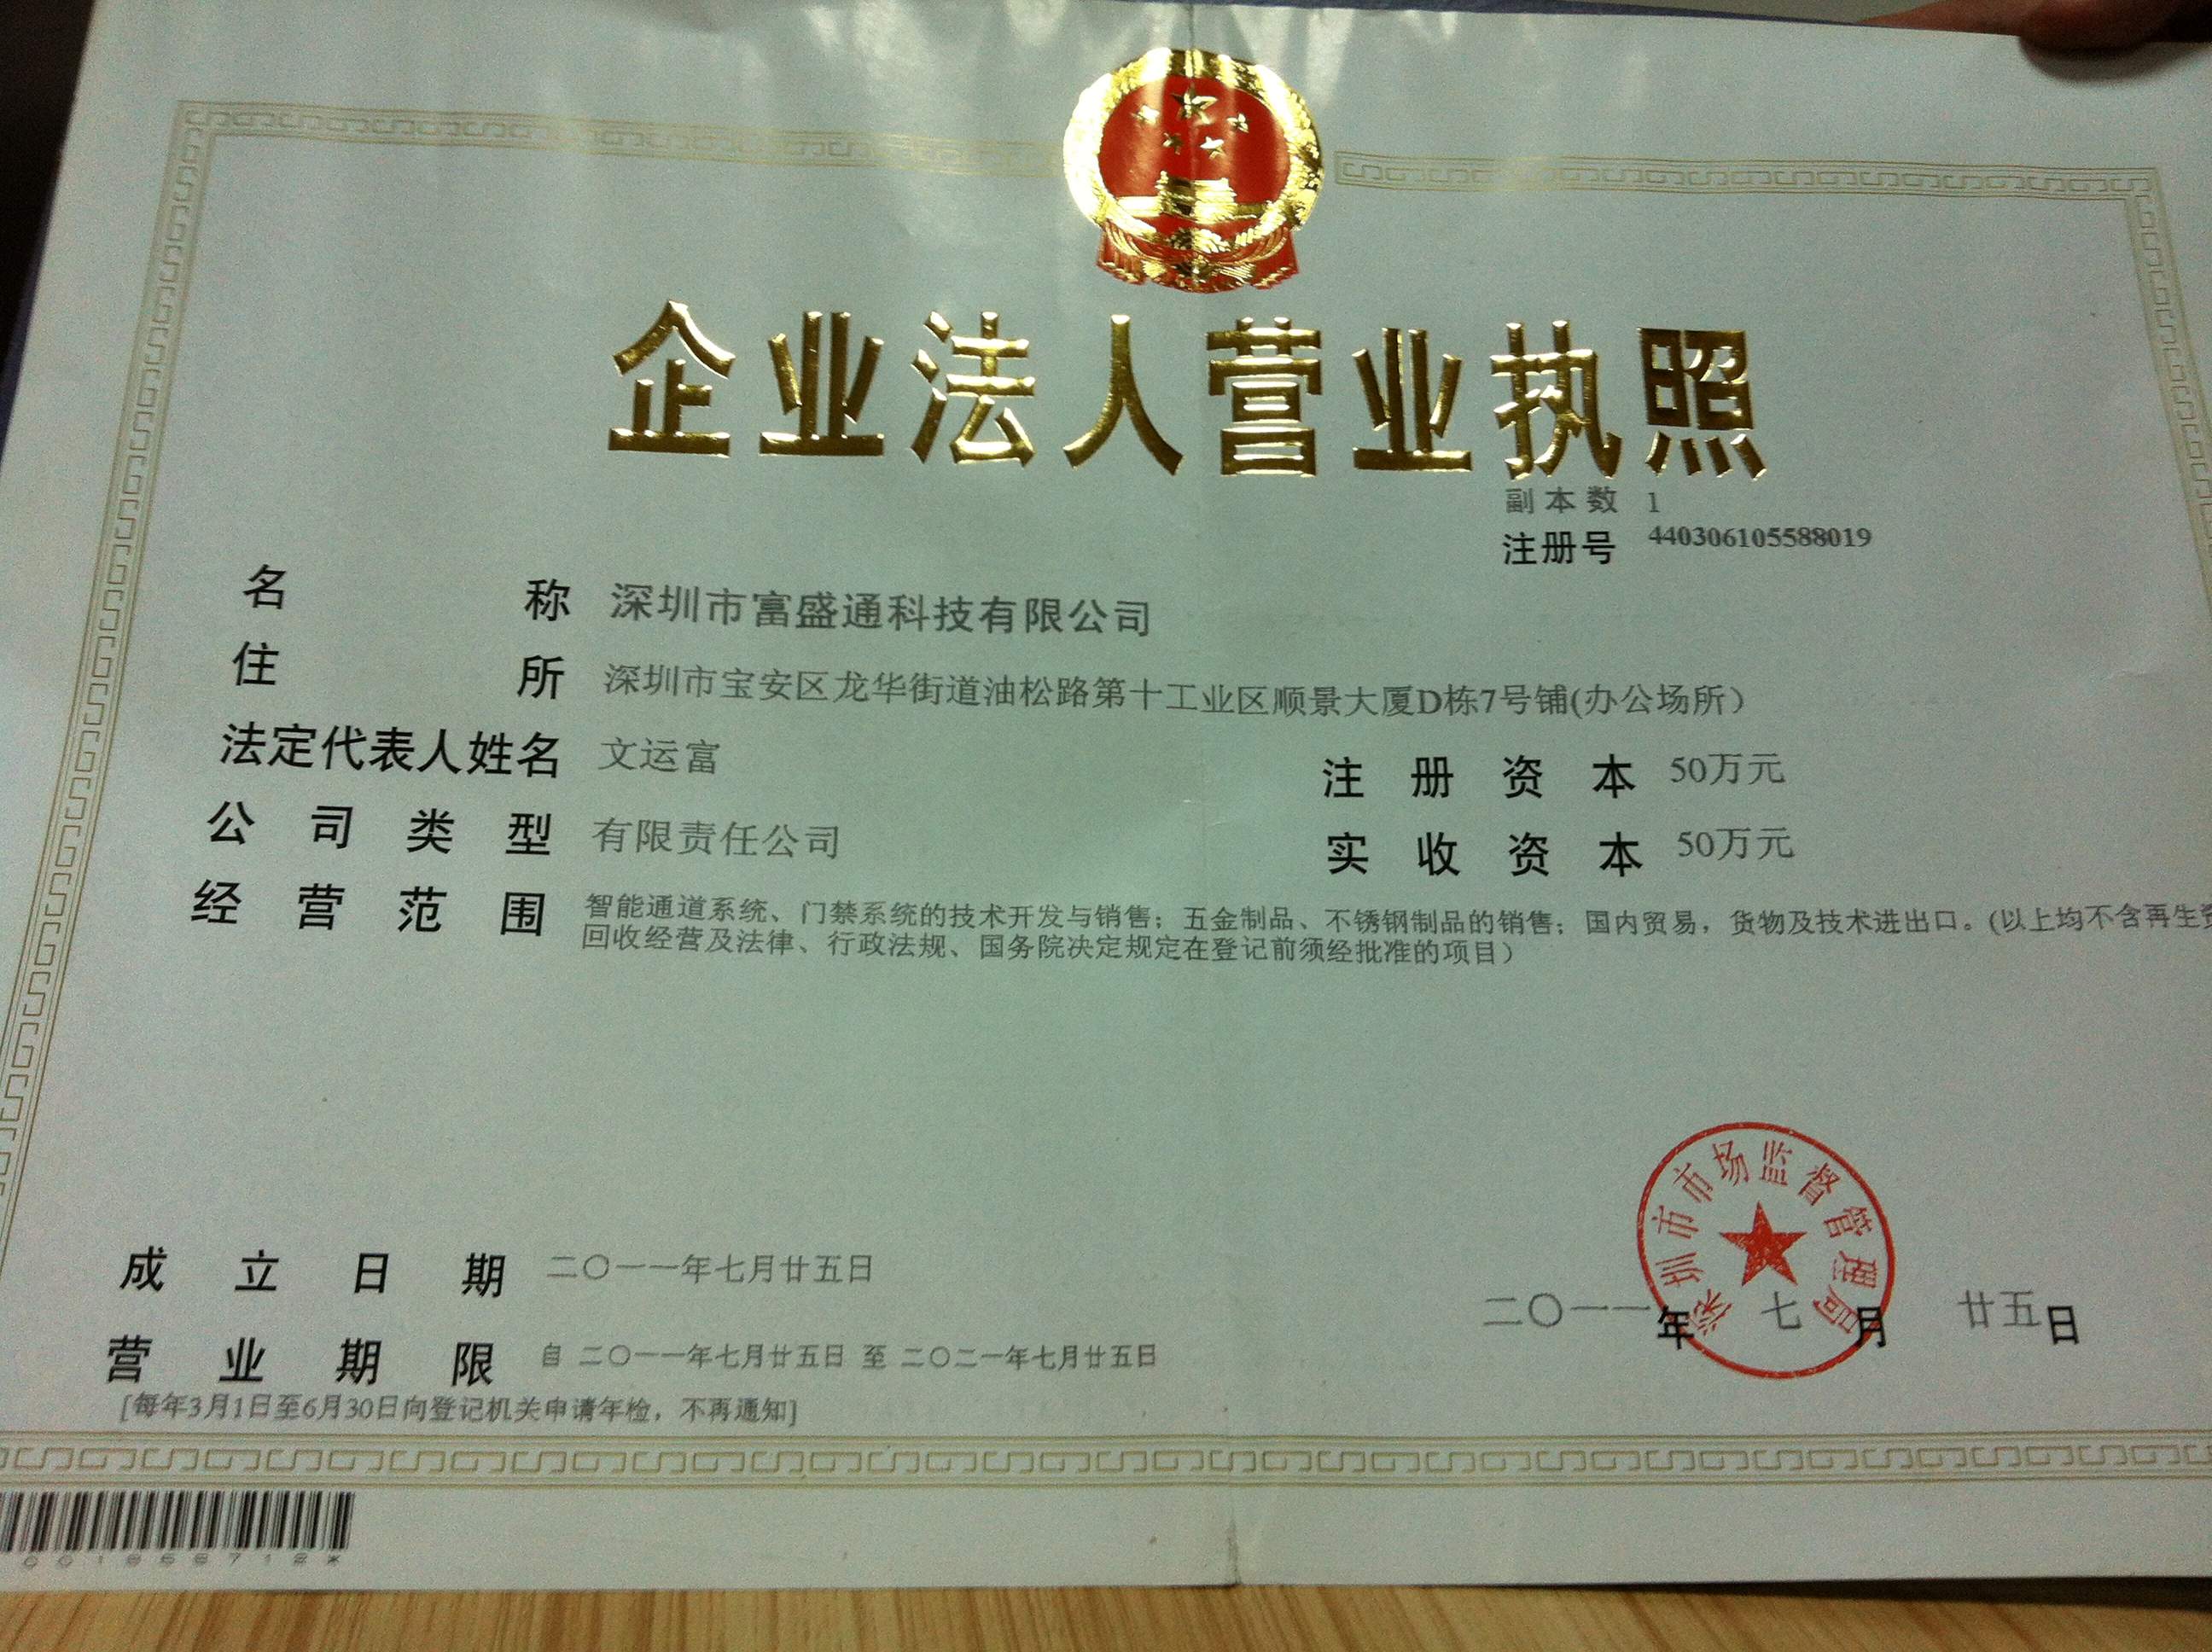 企业法人营业执照
副本数 1
注册号 440306105588019
名称 深圳市富盛通科技有限公司
住所 深圳市宝安区龙华街道油松路第十工业区顺景大厦D栋7号铺(办公场所)
法定代表人姓名 文运富
注册资本 50万元
公司类型 有限责任公司
实收资本 50万元
经营范围 智能通道系统、门禁系统的技术开发与销售；五金制品、不锈钢制品的销售；国内贸易，货物及技术进出口。(以上均不含再生资
回收经营及法律、行政法规、国务院决定规定在登记前须经批准的项目)
深圳市市场监督管理局
成立日期 二〇一一年七月廿五日
二〇一一年 七月 廿五日
营业期限 自 二〇一一年七月廿五日 至 二〇二一年七月廿五日
[每年3月1日至6月30日向登记机关申请年检，不再通知]